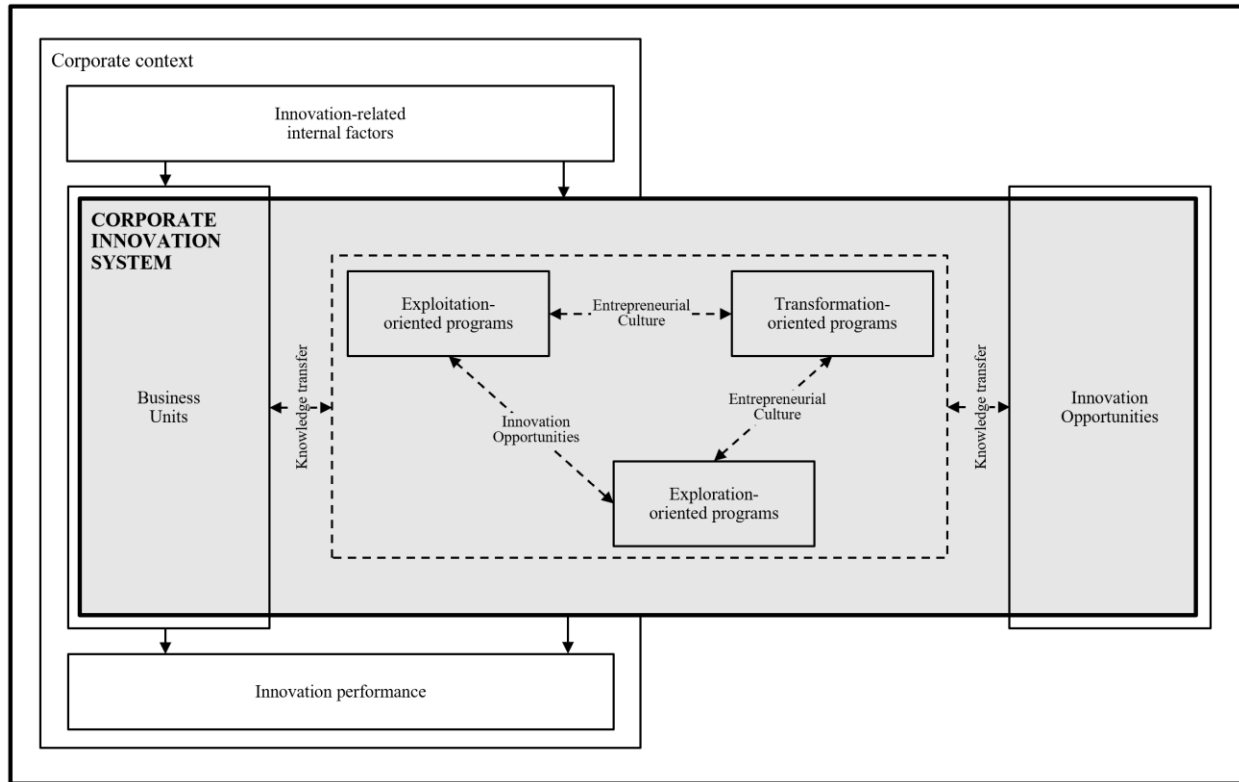 Corporate context
Innovation-related
internal factors
CORPORATE
INNOVATION
SYSTEM
Exploitation-
oriented programs
Entrepreneurial
Culture
Transformation-
oriented programs
Business
Units
Knowledge transfer
Innovation
Opportunities
Entrepreneurial
Culture
Knowledge transfer
Innovation
Opportunities
Exploration-
oriented programs
Innovation performance